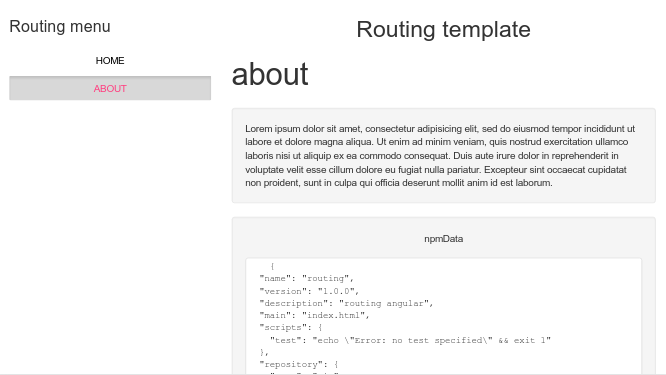 Routing menu
HOME
ABOUT
Routing template
about
Lorem ipsum dolor sit amet, consectetur adipisicing elit, sed do eiusmod tempor incididunt ut
labore et dolore magna aliqua. Ut enim ad minim veniam, quis nostrud exercitation ullamco
laboris nisi ut aliquip ex ea commodo consequat. Duis aute irure dolor in reprehenderit in
voluptate velit esse cillum dolore eu fugiat nulla pariatur. Excepteur sint occaecat cupidatat
non proident, sunt in culpa qui officia deserunt mollit anim id est laborum.
npmData
{
"name": "routing",
"version": "1.0.0",
"description": "routing angular",
"main": "index.html",
"scripts": {
"test": "echo \"Error: no test specified\" && exit 1"
},
"repository": {